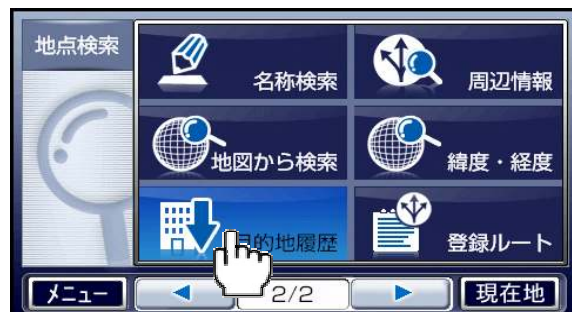 地点検索
名称検索
周辺情報
地図から検索
緯度・経度
目的地履歴
登録ルート
メニュー
2/2
現在地